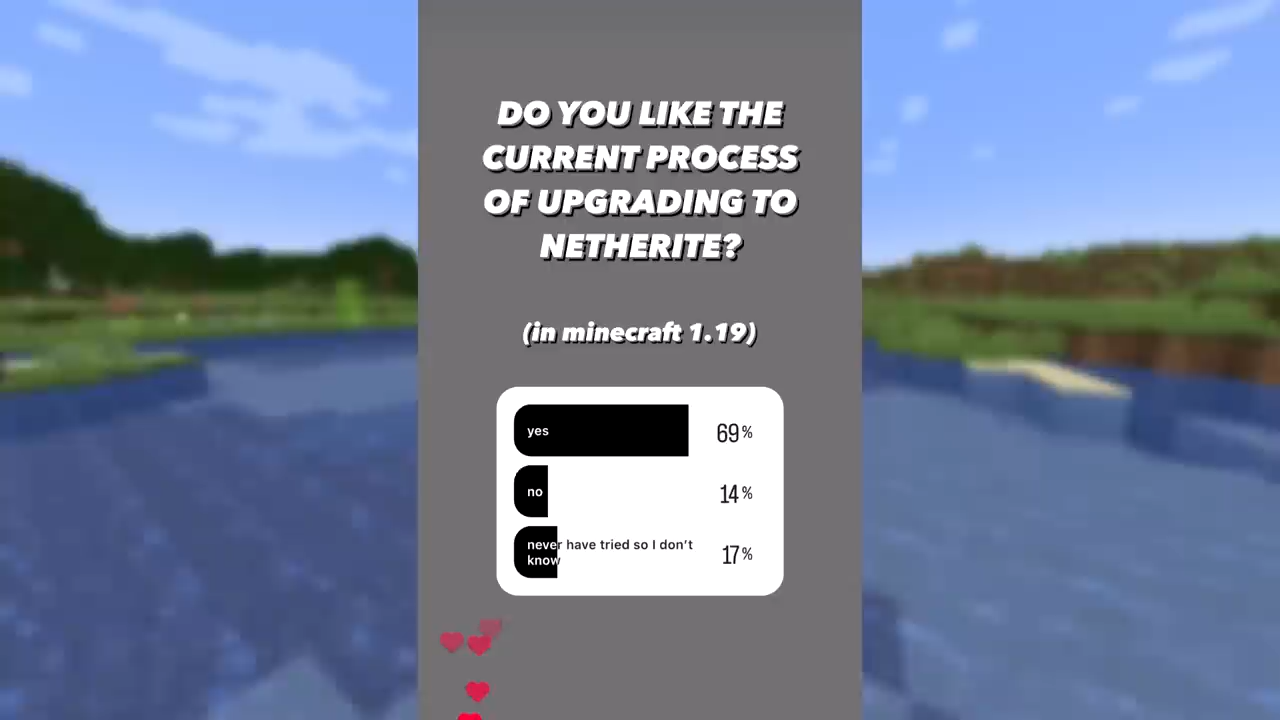 DO YOU LIKE THE
CURRENT PROCESS
OF UPGRADING TO
NETHERITE?
(in minecraft 1.19)
yes 69%
no 14%
never have tried so I don't
know 17%